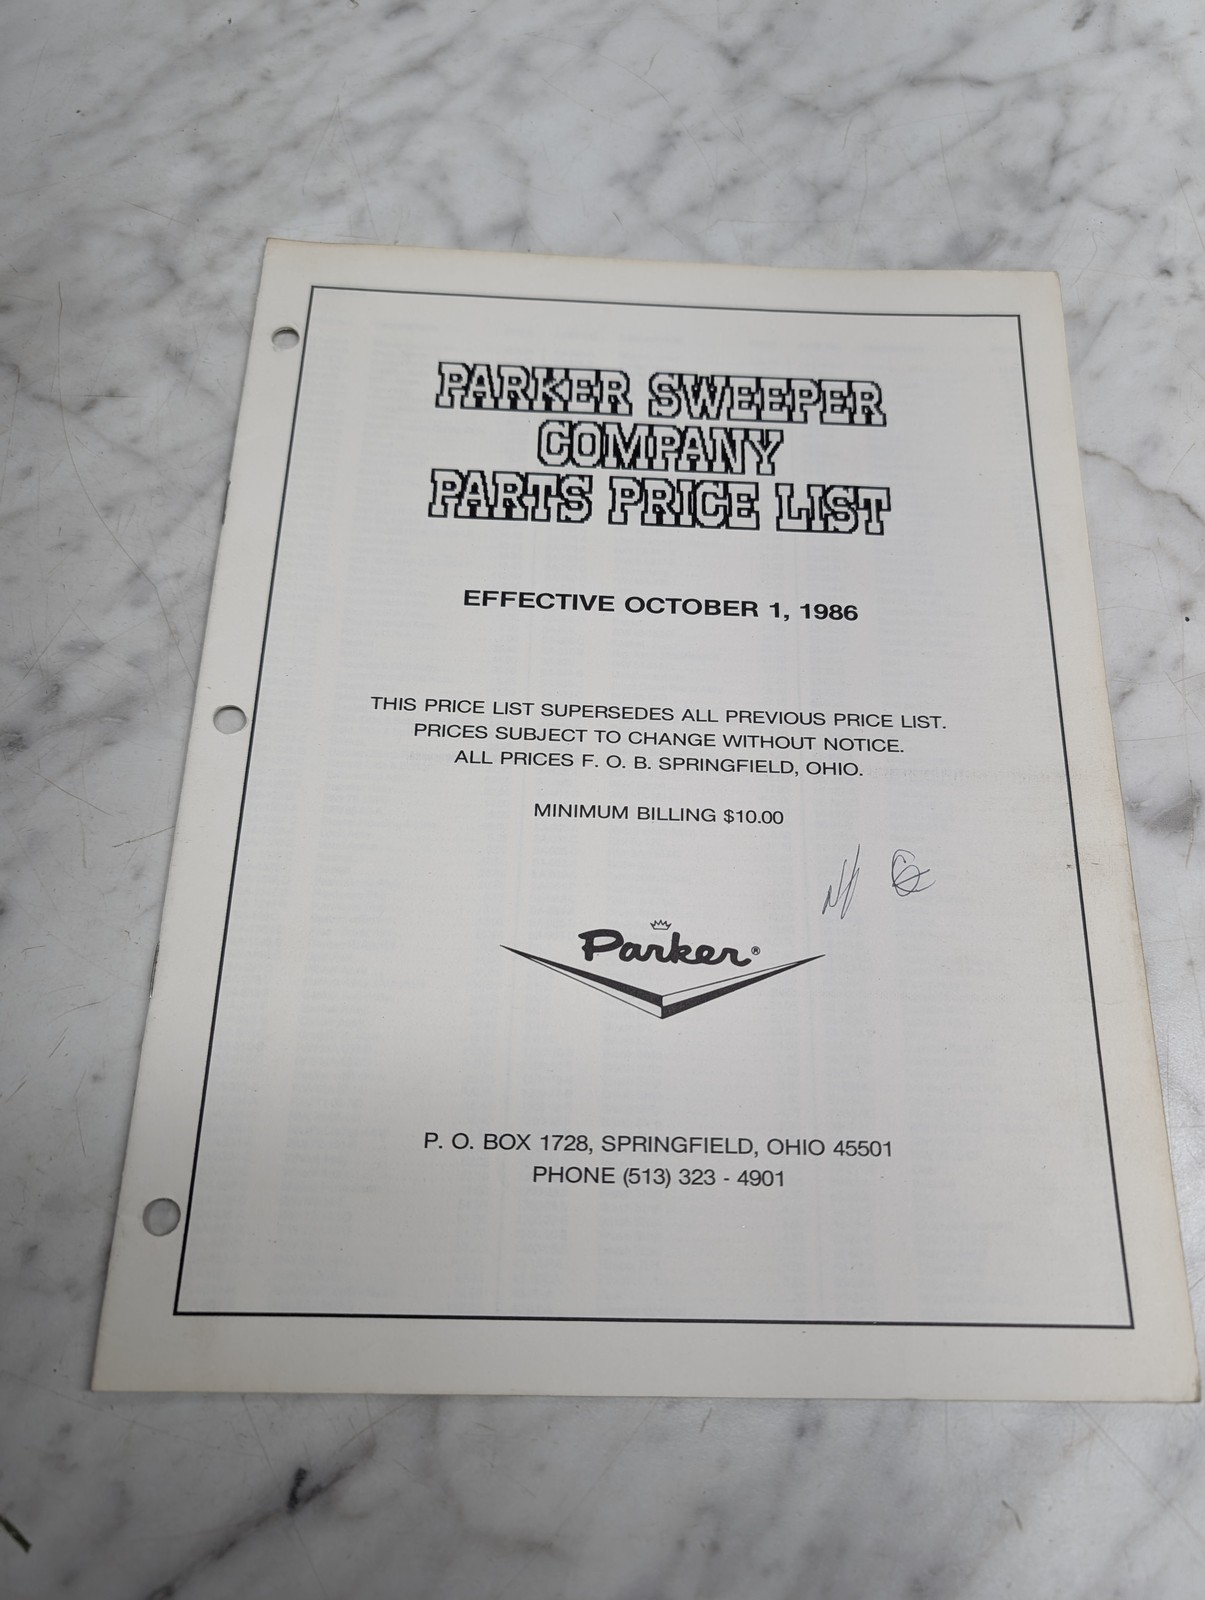 PARKER SWEEPER
COMPANY
PARTS PRICE LIST
EFFECTIVE OCTOBER 1, 1986
THIS PRICE LIST SUPERSEDES ALL PREVIOUS PRICE LIST.
PRICES SUBJECT TO CHANGE WITHOUT NOTICE.
ALL PRICES F. O. B. SPRINGFIELD, OHIO.
MINIMUM BILLING $10.00
Parker®
P. O. BOX 1728, SPRINGFIELD, OHIO 45501
PHONE (513) 323 - 4901